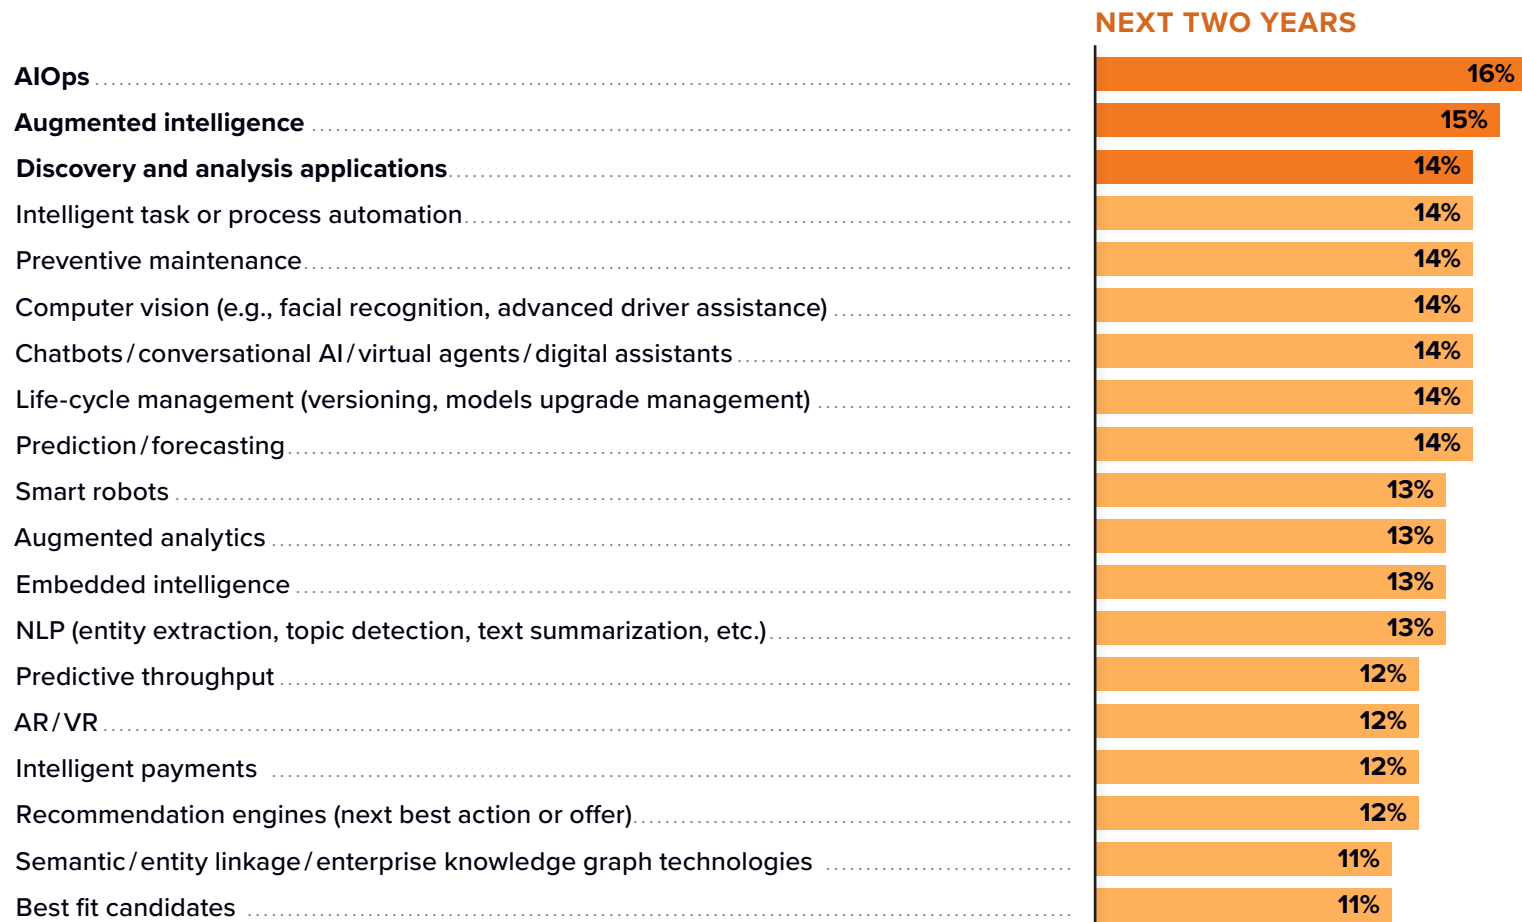 NEXT TWO YEARS
AIOps 16%
Augmented intelligence 15%
Discovery and analysis applications 14%
Intelligent task or process automation 14%
Preventive maintenance 14%
Computer vision (e.g., facial recognition, advanced driver assistance) 14%
Chatbots/conversational AI/virtual agents/digital assistants 14%
Life-cycle management (versioning, models upgrade management) 14%
Prediction/forecasting 14%
Smart robots 13%
Augmented analytics 13%
Embedded intelligence 13%
NLP (entity extraction, topic detection, text summarization, etc.) 13%
Predictive throughput 12%
AR/VR 12%
Intelligent payments 12%
Recommendation engines (next best action or offer) 12%
Semantic/entity linkage/enterprise knowledge graph technologies 11%
Best fit candidates 11%